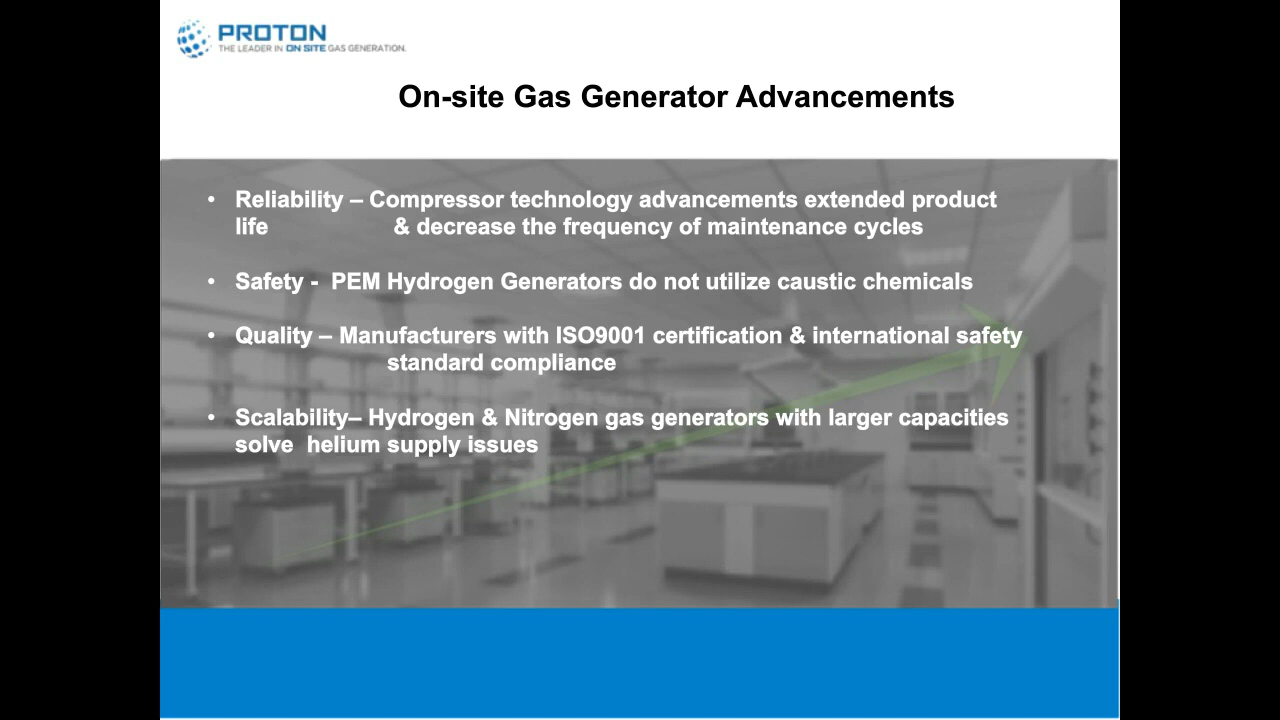 PROTON
THE LEADER IN ON SITE GAS GENERATION.
On-site Gas Generator Advancements
• Reliability – Compressor technology advancements extended product
life & decrease the frequency of maintenance cycles
• Safety - PEM Hydrogen Generators do not utilize caustic chemicals
• Quality – Manufacturers with ISO9001 certification & international safety
standard compliance
• Scalability– Hydrogen & Nitrogen gas generators with larger capacities
solve helium supply issues